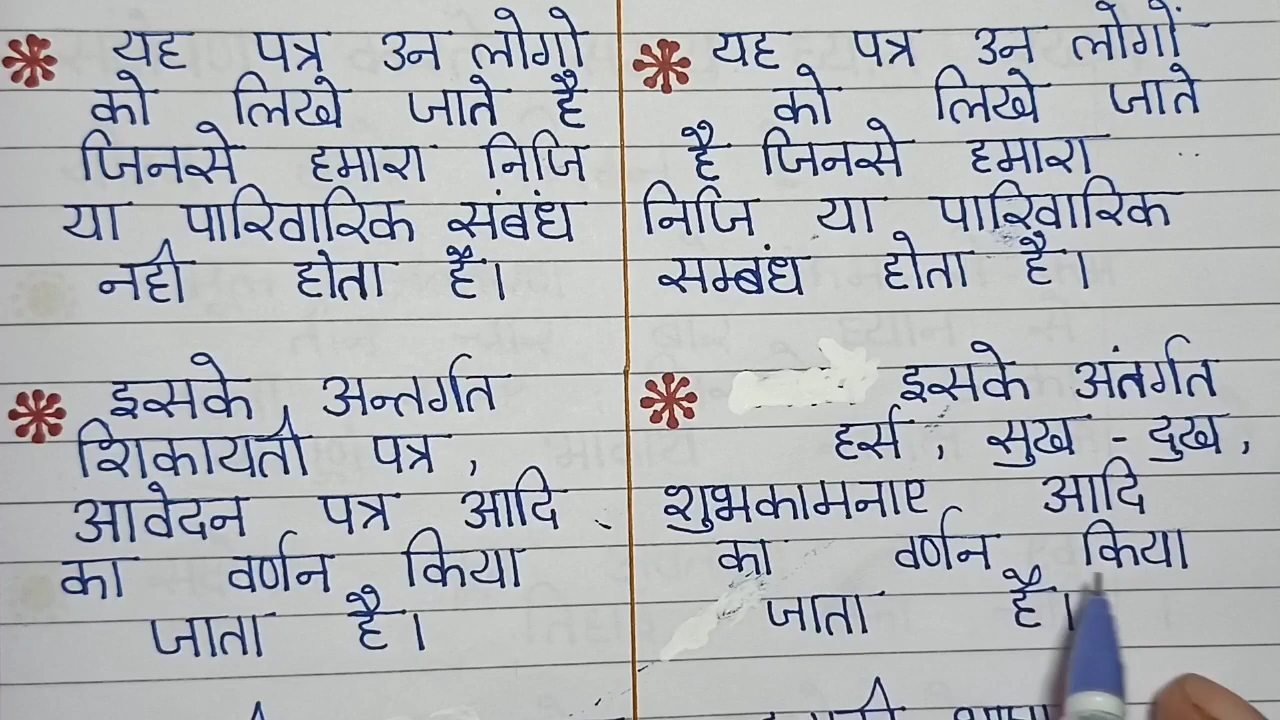 यह पत्र उन लोगो
को लिखे जाते है
जिनसे हमारा निजि
या पारिवारिक संबंध
नही होता है।
इसके अन्तर्गत
शिकायती पत्र,
आवेदन पत्र आदि
का वर्णन किया
जाता है।
यह पत्र उन लोगों
को लिखे जाते
है जिनसे हमारा
निजि या पारिवारिक
सम्बंध होता है।
इसके अंतर्गत
हर्स, सुख - दुख,
शुभकामनाए आदि
का वर्णन किया
जाता है।